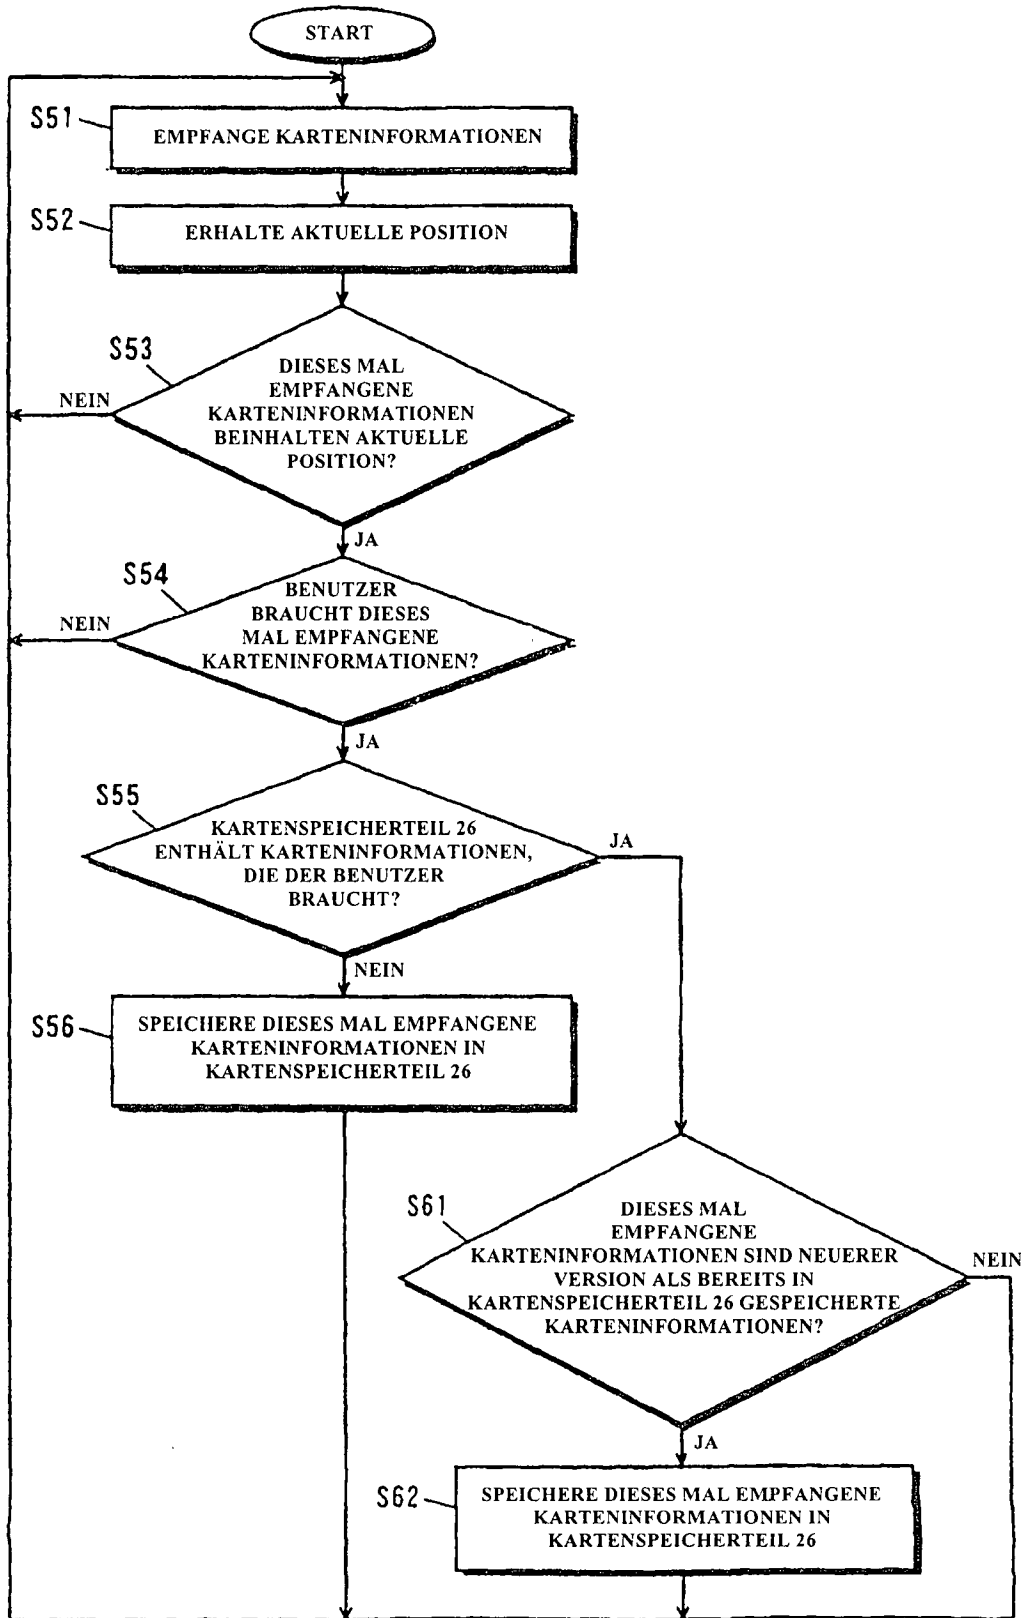 START
S51
EMPFANGE KARTENINFORMATIONEN
S52
ERHALTE AKTUELLE POSITION
S53
DIESES MAL
EMPFANGENE
KARTENINFORMATIONEN
BEINHALTEN AKTUELLE
POSITION?
NEIN
JA
S54
BENUTZER
BRAUCHT DIESES
MAL EMPFANGENE
KARTENINFORMATIONEN?
NEIN
JA
S55
KARTENSPEICHERTEIL 26
ENTHÄLT KARTENINFORMATIONEN,
DIE DER BENUTZER
BRAUCHT?
JA
NEIN
S56
SPEICHERE DIESES MAL EMPFANGENE
KARTENINFORMATIONEN IN
KARTENSPEICHERTEIL 26
S61
DIESES MAL
EMPFANGENE
KARTENINFORMATIONEN SIND NEUERER
VERSION ALS BEREITS IN
KARTENSPEICHERTEIL 26 GESPEICHERTE
KARTENINFORMATIONEN?
NEIN
JA
S62
SPEICHERE DIESES MAL EMPFANGENE
KARTENINFORMATIONEN IN
KARTENSPEICHERTEIL 26